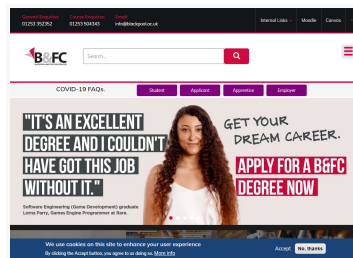 General Enquiries Course Enquiries Email
01253 352352 01253 504343 info@blackpool.ac.uk
Internal Links Moodle Canvas
B&FC
Search...
COVID-19 FAQs.
Student Applicant Apprentice Employer
"IT'S AN EXCELLENT
DEGREE AND I COULDN'T
HAVE GOT THIS JOB
WITHOUT IT."
Software Engineering (Game Development) graduate
Lorna Parry, Games Engine Programmer at Rare.
GET YOUR
DREAM CAREER.
APPLY FOR A B&FC
DEGREE NOW
We use cookies on this site to enhance your user experience
By clicking the Accept button, you agree to us doing so. More info
Accept No, thanks